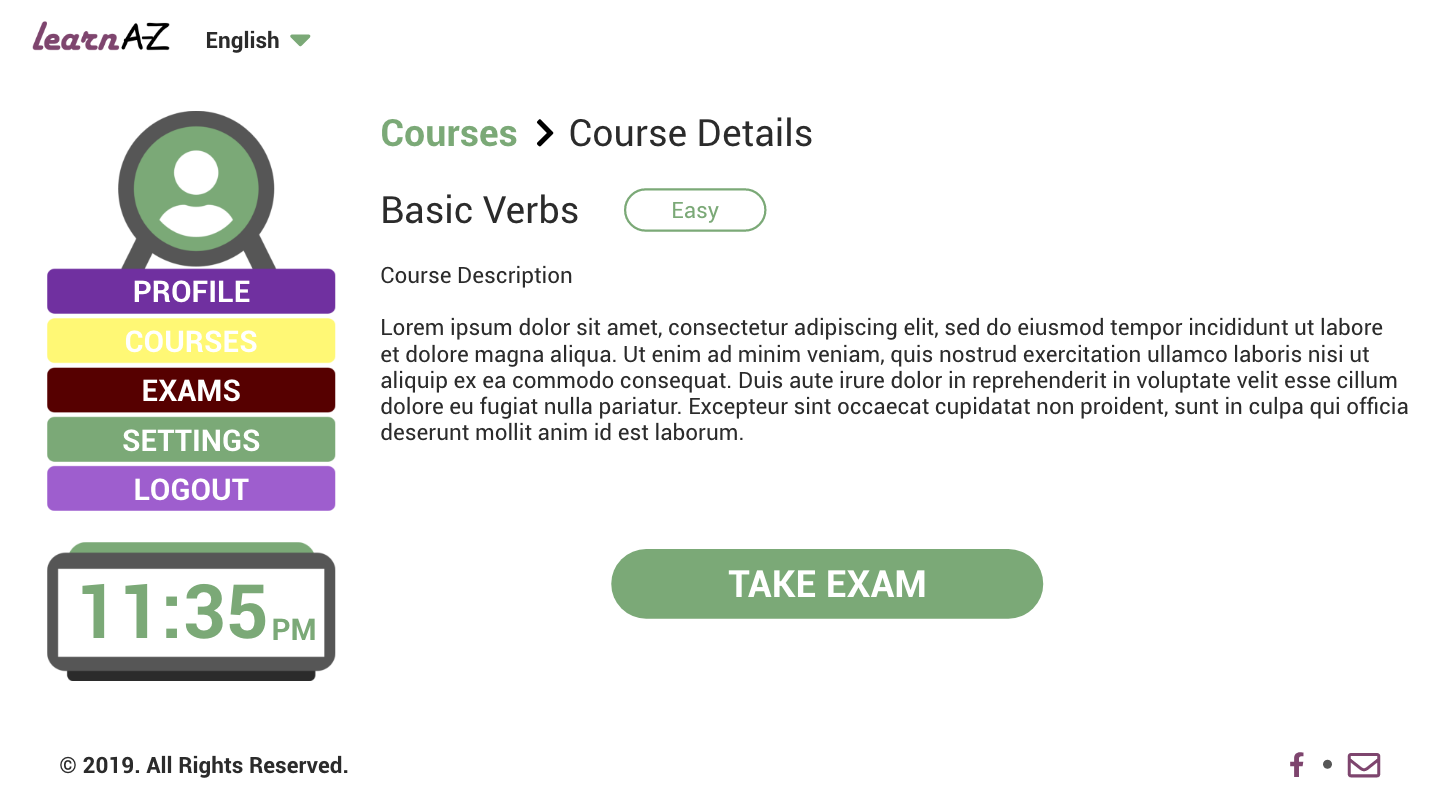 learn A-Z
English
Courses > Course Details
Basic Verbs
Easy
Course Description
Lorem ipsum dolor sit amet, consectetur adipiscing elit, sed do eiusmod tempor incididunt ut labore
et dolore magna aliqua. Ut enim ad minim veniam, quis nostrud exercitation ullamco laboris nisi ut
aliquip ex ea commodo consequat. Duis aute irure dolor in reprehenderit in voluptate velit esse cillum
dolore eu fugiat nulla pariatur. Excepteur sint occaecat cupidatat non proident, sunt in culpa qui officia
deserunt mollit anim id est laborum.
TAKE EXAM
PROFILE
COURSES
EXAMS
SETTINGS
LOGOUT
11:35 PM
© 2019. All Rights Reserved.